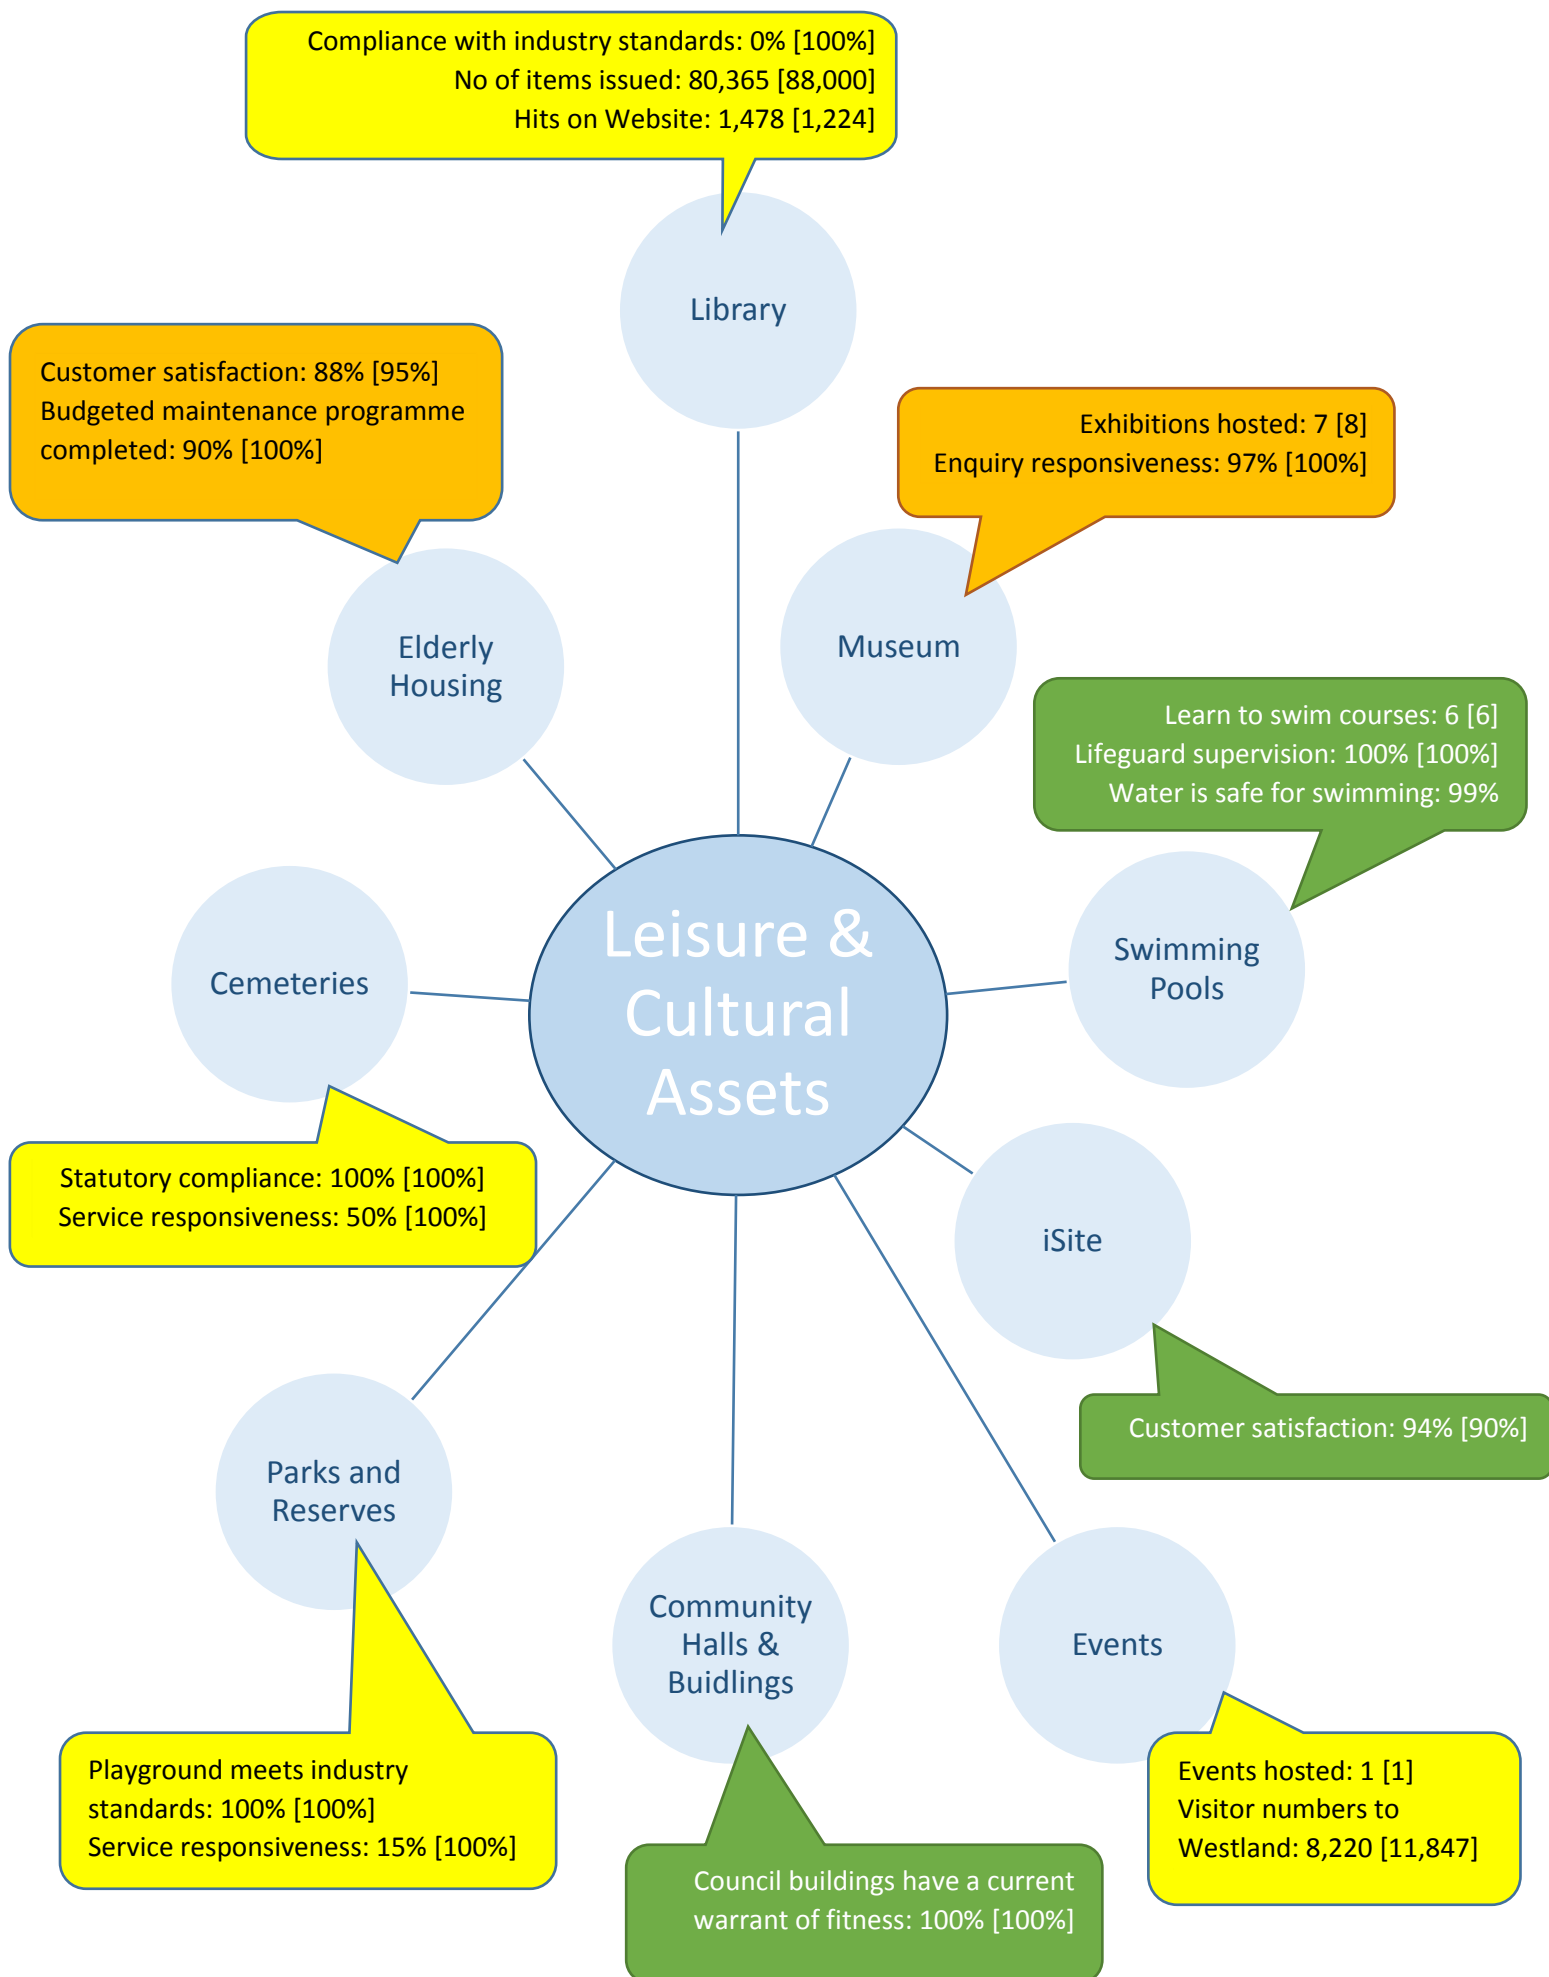 Compliance with industry standards: 0% [100%]
No of items issued: 80,365 [88,000]
Hits on Website: 1,478 [1,224]
Library
Customer satisfaction: 88% [95%]
Budgeted maintenance programme
completed: 90% [100%]
Exhibitions hosted: 7 [8]
Enquiry responsiveness: 97% [100%]
Elderly
Housing
Museum
Learn to swim courses: 6 [6]
Lifeguard supervision: 100% [100%]
Water is safe for swimming: 99%
Leisure &
Cultural
Assets
Cemeteries
Swimming
Pools
Statutory compliance: 100% [100%]
Service responsiveness: 50% [100%]
iSite
Customer satisfaction: 94% [90%]
Parks and
Reserves
Community
Halls &
Buidlings
Events
Playground meets industry
standards: 100% [100%]
Service responsiveness: 15% [100%]
Events hosted: 1 [1]
Visitor numbers to
Westland: 8,220 [11,847]
Council buildings have a current
warrant of fitness: 100% [100%]